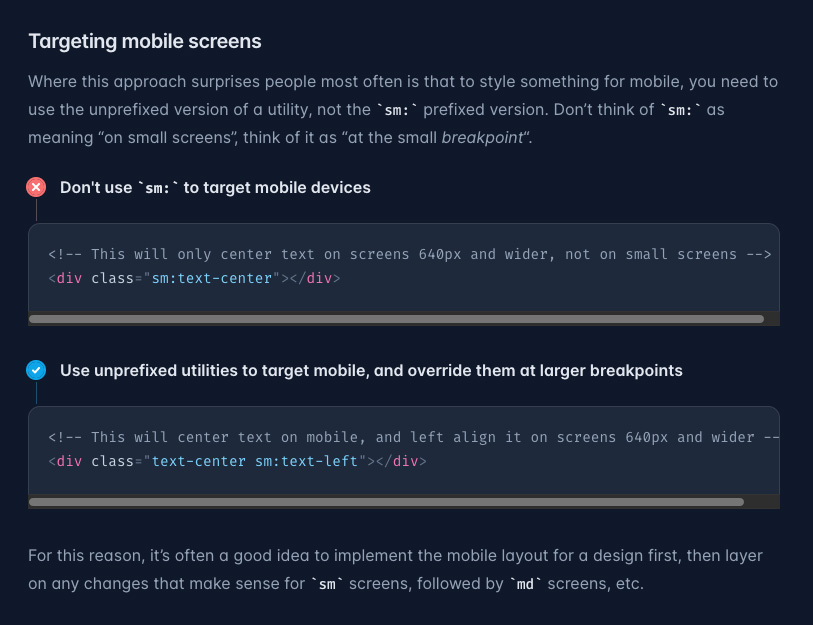 Targeting mobile screens
Where this approach surprises people most often is that to style something for mobile, you need to
use the unprefixed version of a utility, not the `sm:` prefixed version. Don’t think of `sm:` as
meaning “on small screens”, think of it as “at the small breakpoint“.
Don't use `sm:` to target mobile devices
<!-- This will only center text on screens 640px and wider, not on small screens -->
<div class="sm:text-center"></div>
Use unprefixed utilities to target mobile, and override them at larger breakpoints
<!-- This will center text on mobile, and left align it on screens 640px and wider --
<div class="text-center sm:text-left"></div>
For this reason, it’s often a good idea to implement the mobile layout for a design first, then layer
on any changes that make sense for `sm` screens, followed by `md` screens, etc.